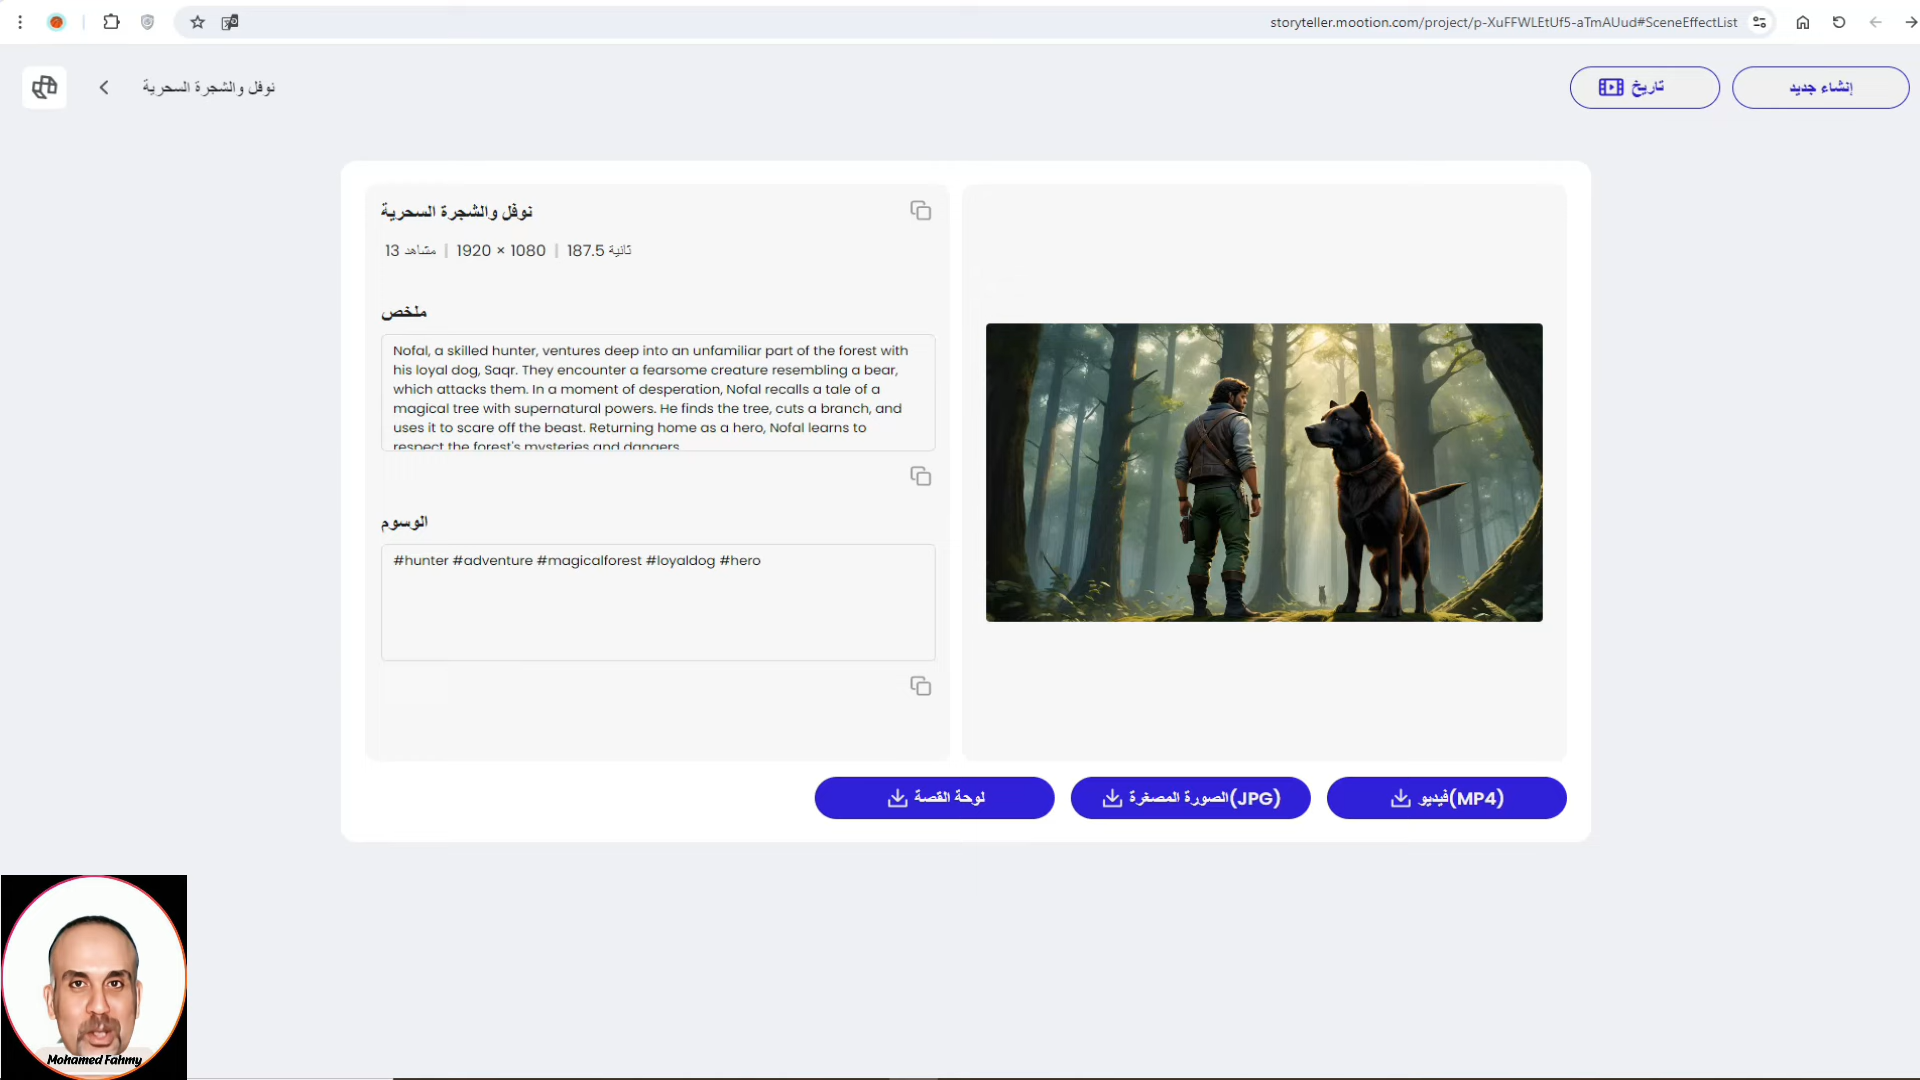 storyteller.mootion.com/project/p-XuFFWLEtUf5-aTmAUud#SceneEffectList
نوفل والشجرة السحرية
تاريخ
إنشاء جديد
نوفل والشجرة السحرية
13 مشاهد | 1920 × 1080 | 187.5 ثانية
ملخص
Nofal, a skilled hunter, ventures deep into an unfamiliar part of the forest with
his loyal dog, Saqr. They encounter a fearsome creature resembling a bear,
which attacks them. In a moment of desperation, Nofal recalls a tale of a
magical tree with supernatural powers. He finds the tree, cuts a branch, and
uses it to scare off the beast. Returning home as a hero, Nofal learns to
respect the forest's mysteries and dangers.
الوسوم
#hunter #adventure #magicalforest #loyaldog #hero
لوحة القصة
الصورة المصغرة(JPG)
فيديو(MP4)
Mohamed Fahmy